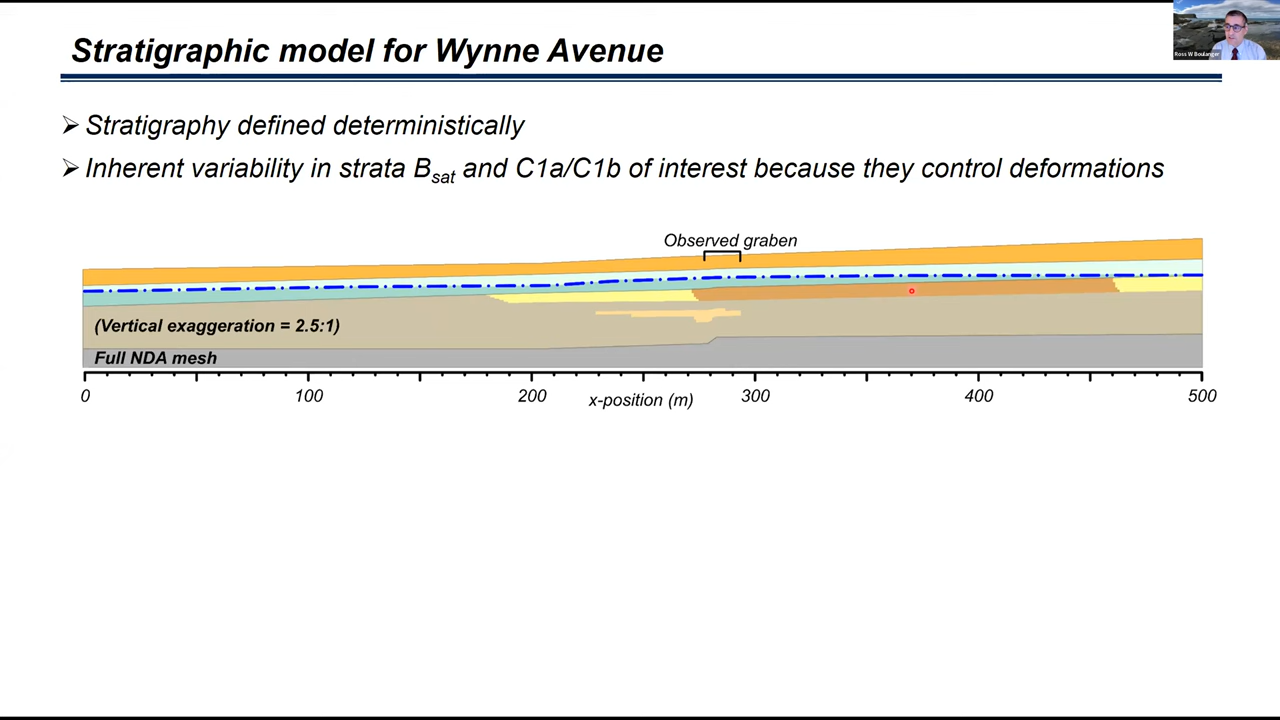 Stratigraphic model for Wynne Avenue
Ross W Boulanger
➢ Stratigraphy defined deterministically
➢ Inherent variability in strata Bsat and C1a/C1b of interest because they control deformations
Observed graben
(Vertical exaggeration = 2.5:1)
Full NDA mesh
0 100 200 300 400 500
x-position (m)